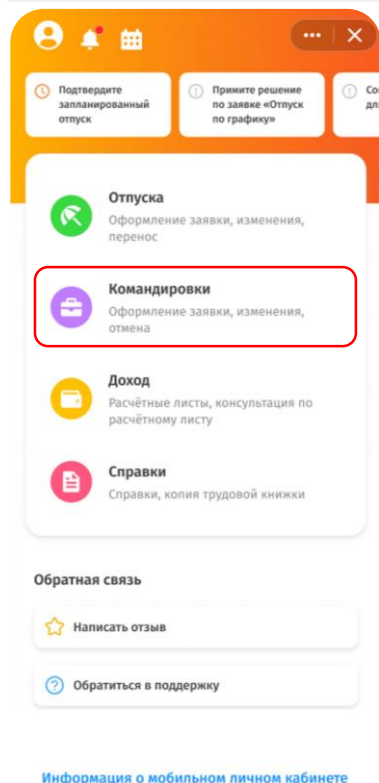 Подтвердите
запланированный
отпуск
Примите решение
по заявке «Отпуск
по графику»
Отпуска
Оформление заявки, изменения,
перенос
Командировки
Оформление заявки, изменения,
отмена
Доход
Расчётные листы, консультация по
расчётному листу
Справки
Справки, копия трудовой книжки
Обратная связь
Написать отзыв
Обратиться в поддержку
Информация о мобильном личном кабинете